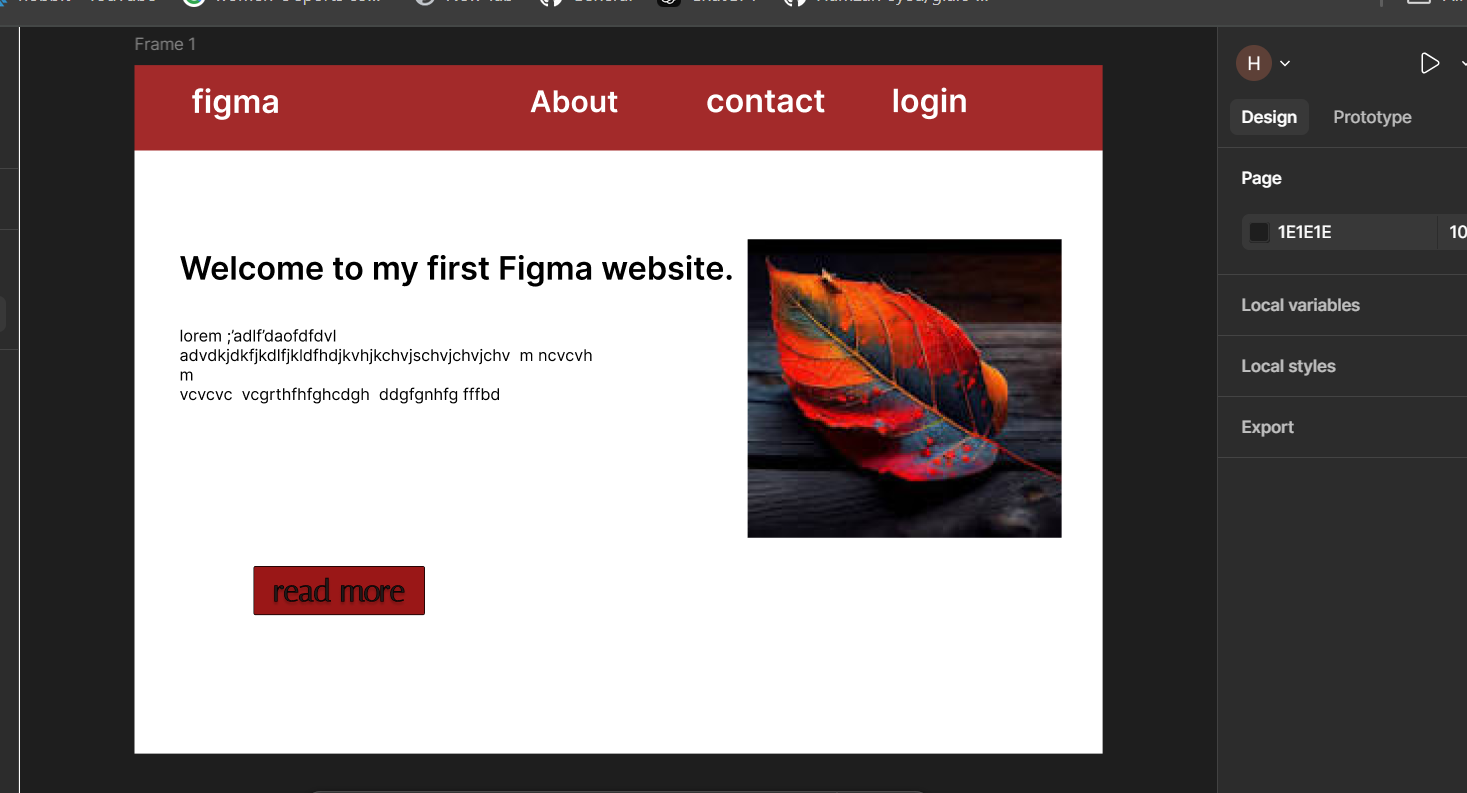 Frame 1
H
figma About contact login
Design Prototype
Page
1E1E1E 10
Welcome to my first Figma website.
Local variables
lorem ;'adlf'daofdfdvl
advdkjdkfjkdlfjkldfhdjkvhjkchvjschvjchvjchv m ncvcvh
m
vcvcvc vcgrthfhfghcdgh ddgfgnhfg fffbd
Local styles
Export
read more